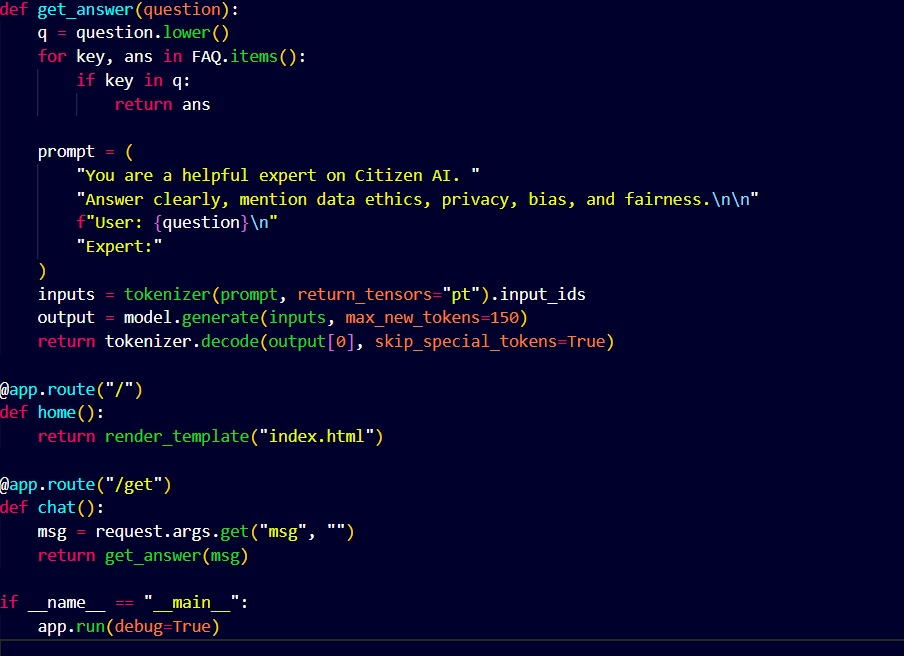 def get_answer(question):
    q = question.lower()
    for key, ans in FAQ.items():
        if key in q:
            return ans

    prompt = (
        "You are a helpful expert on Citizen AI. "
        "Answer clearly, mention data ethics, privacy, bias, and fairness.\n\n"
        f"User: {question}\n"
        "Expert:"
    )
    inputs = tokenizer(prompt, return_tensors="pt").input_ids
    output = model.generate(inputs, max_new_tokens=150)
    return tokenizer.decode(output[0], skip_special_tokens=True)

@app.route("/")
def home():
    return render_template("index.html")

@app.route("/get")
def chat():
    msg = request.args.get("msg", "")
    return get_answer(msg)

if __name__ == "__main__":
    app.run(debug=True)